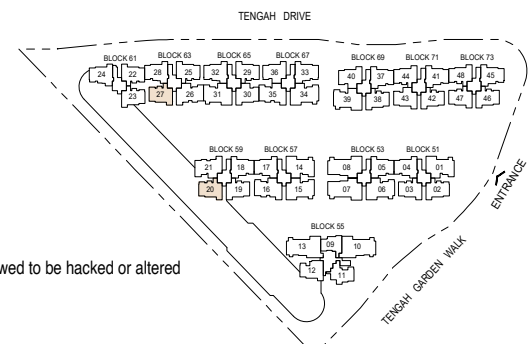 TENGAH DRIVE
BLOCK 61 BLOCK 63 BLOCK 65 BLOCK 67 BLOCK 69 BLOCK 71 BLOCK 73
24 22 28 25 32 29 36 33 40 37 44 41 48 45
23 27 26 31 30 35 34 39 38 43 42 47 46
BLOCK 59 BLOCK 57 BLOCK 53 BLOCK 51
21 18 17 14 08 05 04 01
20 19 16 15 07 06 03 02
ENTRANCE
BLOCK 55
13 09 10
12 11
wed to be hacked or altered
TENGAH GARDEN WALK